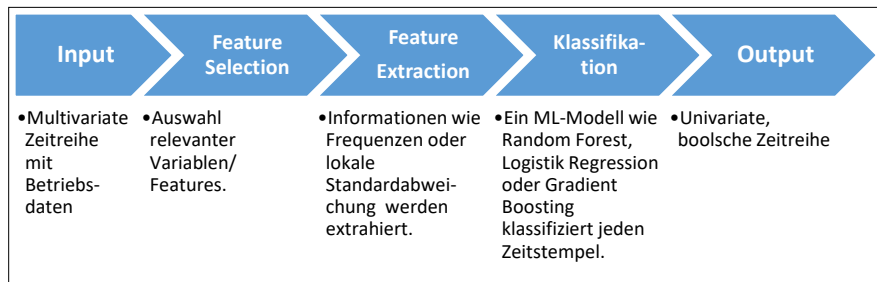 Input
Feature
Selection
Feature
Extraction
Klassifika-
tion
Output
•Multivariate
Zeitreihe
mit
Betriebs-
daten
•Auswahl
relevanter
Variablen/
Features.
•Informationen wie
Frequenzen oder
lokale
Standardabwei-
chung werden
extrahiert.
•Ein ML-Modell wie
Random Forest,
Logistik Regression
oder Gradient
Boosting
klassifiziert jeden
Zeitstempel.
•Univariate,
boolsche Zeitreihe